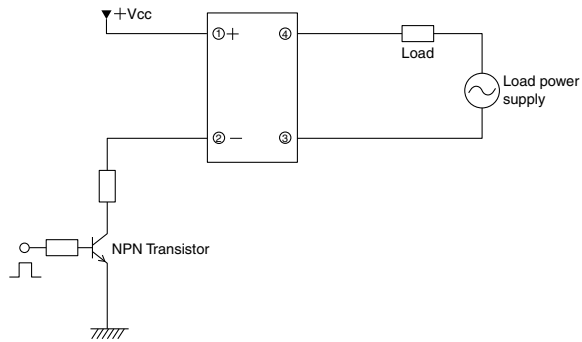 +Vcc
① +
④
Load
Load power
supply
② −
③
NPN Transistor